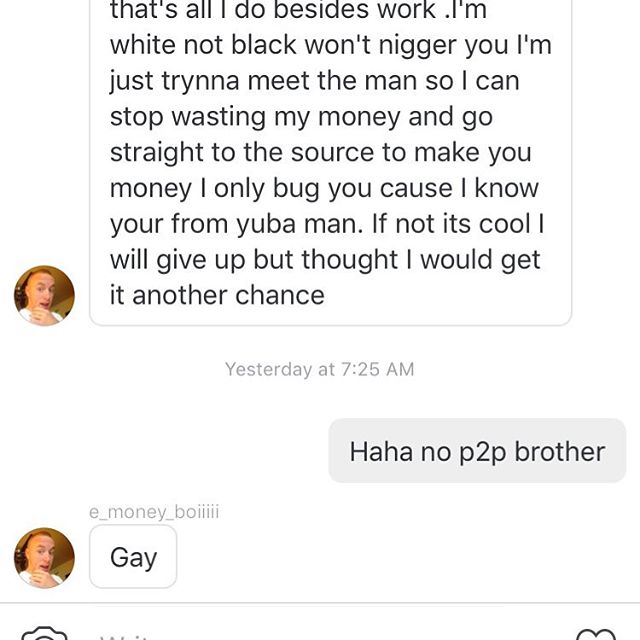 that's all I do besides work .I'm
white not black won't nigger you I'm
just trynna meet the man so I can
stop wasting my money and go
straight to the source to make you
money I only bug you cause I know
your from yuba man. If not its cool I
will give up but thought I would get
it another chance
Yesterday at 7:25 AM
Haha no p2p brother
e_money_boiiiii
Gay